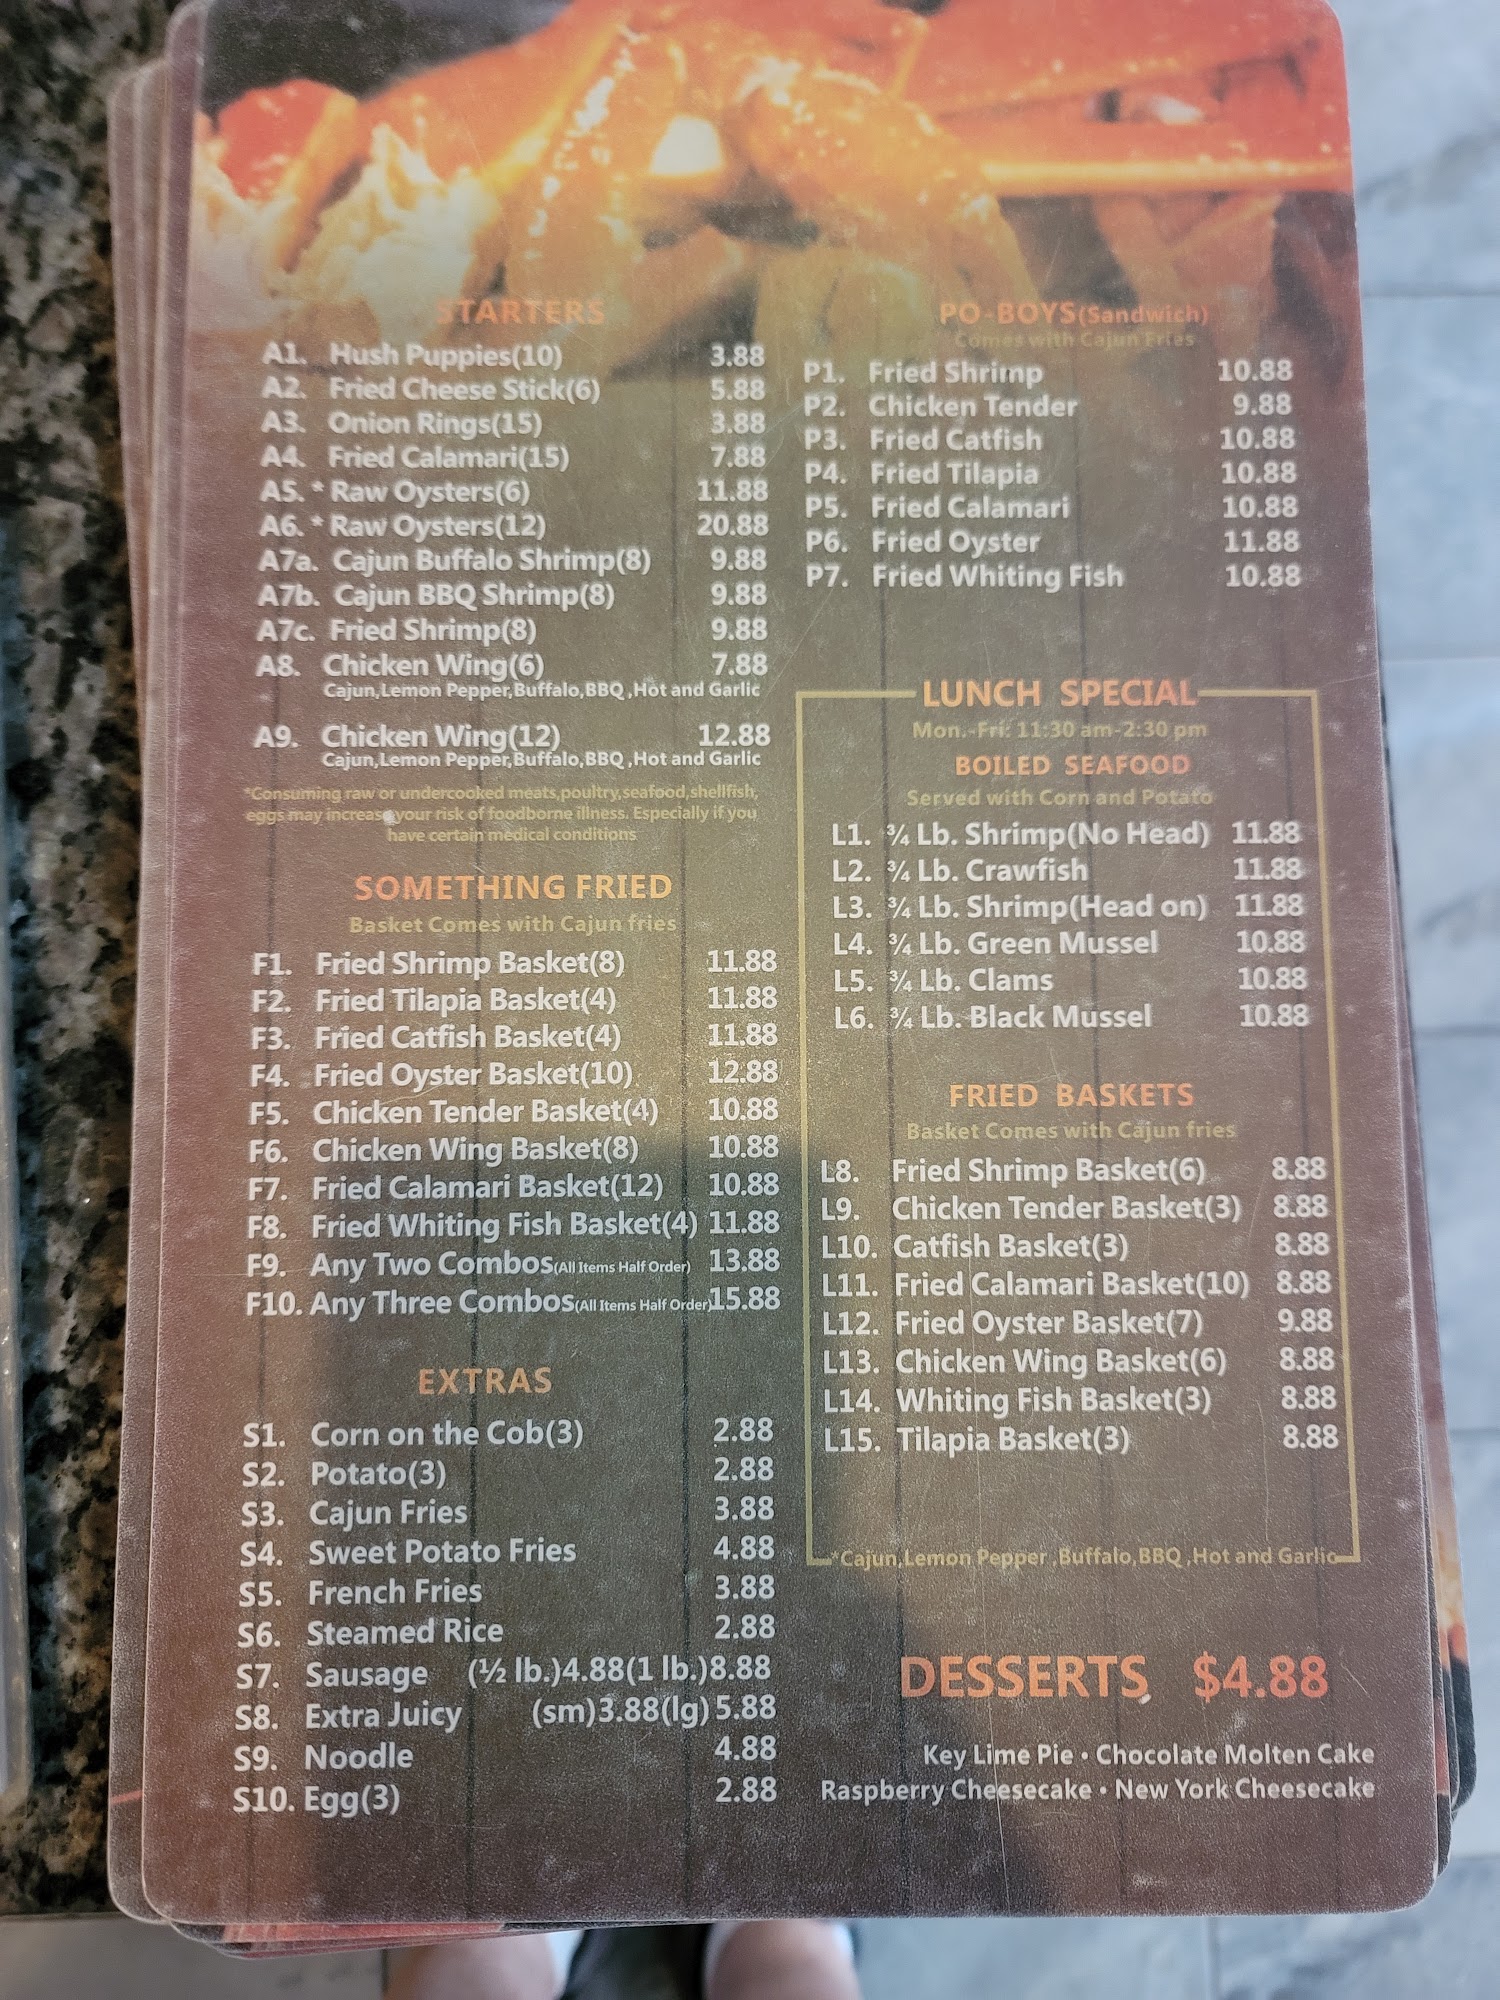 STARTERS
A1. Hush Puppies(10) 3.88
A2. Fried Cheese Stick(6) 5.88
A3. Onion Rings(15) 3.88
A4. Fried Calamari(15) 7.88
A5. * Raw Oysters(6) 11.88
A6. * Raw Oysters(12) 20.88
A7a. Cajun Buffalo Shrimp(8) 9.88
A7b. Cajun BBQ Shrimp(8) 9.88
A7c. Fried Shrimp(8) 9.88
A8. Chicken Wing(6) 7.88
Cajun,Lemon Pepper,Buffalo,BBQ ,Hot and Garlic
A9. Chicken Wing(12) 12.88
Cajun,Lemon Pepper,Buffalo,BBQ ,Hot and Garlic
*Consuming raw or undercooked meats,poultry,seafood,shellfish,
eggs may increase your risk of foodborne illness. Especially if you
have certain medical conditions
SOMETHING FRIED
Basket Comes with Cajun fries
F1. Fried Shrimp Basket(8) 11.88
F2. Fried Tilapia Basket(4) 11.88
F3. Fried Catfish Basket(4) 11.88
F4. Fried Oyster Basket(10) 12.88
F5. Chicken Tender Basket(4) 10.88
F6. Chicken Wing Basket(8) 10.88
F7. Fried Calamari Basket(12) 10.88
F8. Fried Whiting Fish Basket(4) 11.88
F9. Any Two Combos(All Items Half Order) 13.88
F10. Any Three Combos(All Items Half Order) 15.88
EXTRAS
S1. Corn on the Cob(3) 2.88
S2. Potato(3) 2.88
S3. Cajun Fries 3.88
S4. Sweet Potato Fries 4.88
S5. French Fries 3.88
S6. Steamed Rice 2.88
S7. Sausage (½ lb.)4.88(1 lb.)8.88
S8. Extra Juicy (sm)3.88(lg)5.88
S9. Noodle 4.88
S10. Egg(3) 2.88
PO-BOYS(Sandwich)
Comes with Cajun Fries
P1. Fried Shrimp 10.88
P2. Chicken Tender 9.88
P3. Fried Catfish 10.88
P4. Fried Tilapia 10.88
P5. Fried Calamari 10.88
P6. Fried Oyster 11.88
P7. Fried Whiting Fish 10.88
LUNCH SPECIAL
Mon.-Fri: 11:30 am-2:30 pm
BOILED SEAFOOD
Served with Corn and Potato
L1. ¾ Lb. Shrimp(No Head) 11.88
L2. ¾ Lb. Crawfish 11.88
L3. ¾ Lb. Shrimp(Head on) 11.88
L4. ¾ Lb. Green Mussel 10.88
L5. ¾ Lb. Clams 10.88
L6. ¾ Lb. Black Mussel 10.88
FRIED BASKETS
Basket Comes with Cajun fries
L8. Fried Shrimp Basket(6) 8.88
L9. Chicken Tender Basket(3) 8.88
L10. Catfish Basket(3) 8.88
L11. Fried Calamari Basket(10) 8.88
L12. Fried Oyster Basket(7) 9.88
L13. Chicken Wing Basket(6) 8.88
L14. Whiting Fish Basket(3) 8.88
L15. Tilapia Basket(3) 8.88
*Cajun,Lemon Pepper ,Buffalo,BBQ ,Hot and Garlic
DESSERTS $4.88
Key Lime Pie • Chocolate Molten Cake
Raspberry Cheesecake • New York Cheesecake